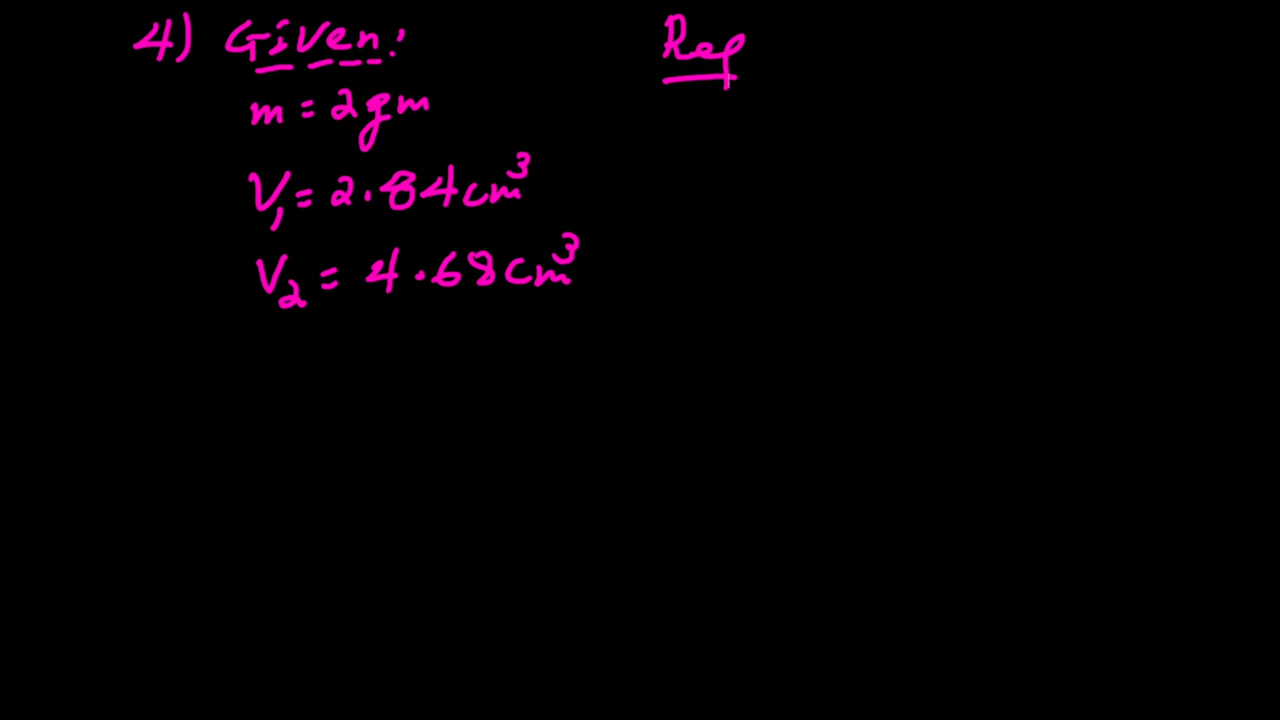 4) Given: Req
m = 2gm
V₁ = 2.84cm³
V₂ = 4.68cm³